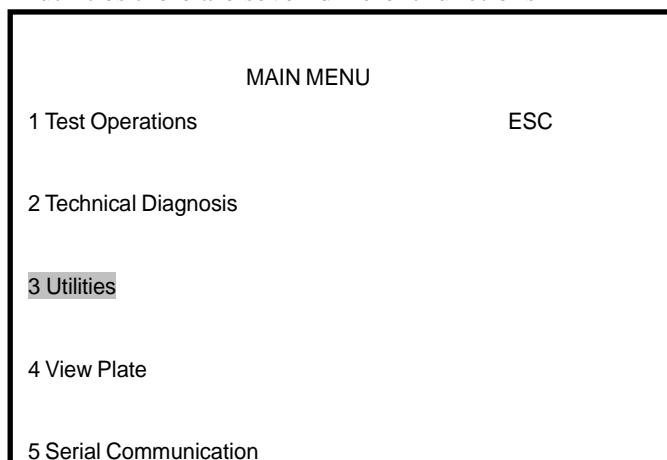 MAIN MENU
1 Test Operations ESC
2 Technical Diagnosis
3 Utilities
4 View Plate
5 Serial Communication